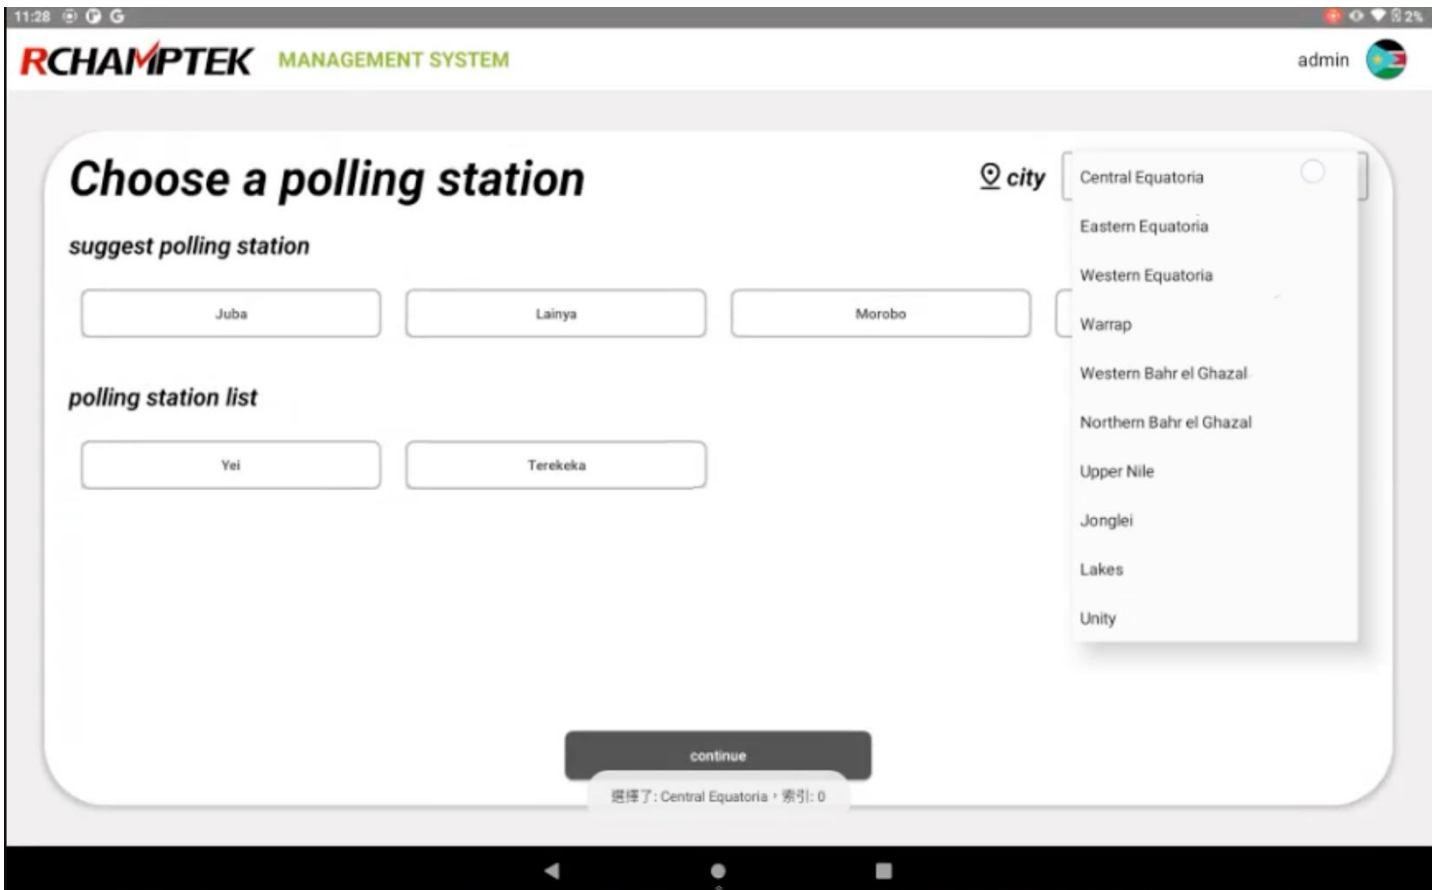 11:28 G 2%
RCHAMPTEK MANAGEMENT SYSTEM admin
Choose a polling station
city
Central Equatoria
Eastern Equatoria
Western Equatoria
Warrap
Western Bahr el Ghazal
Northern Bahr el Ghazal
Upper Nile
Jonglei
Lakes
Unity
suggest polling station
Juba Lainya Morobo
polling station list
Yei Terekeka
continue
選擇了: Central Equatoria，索引: 0